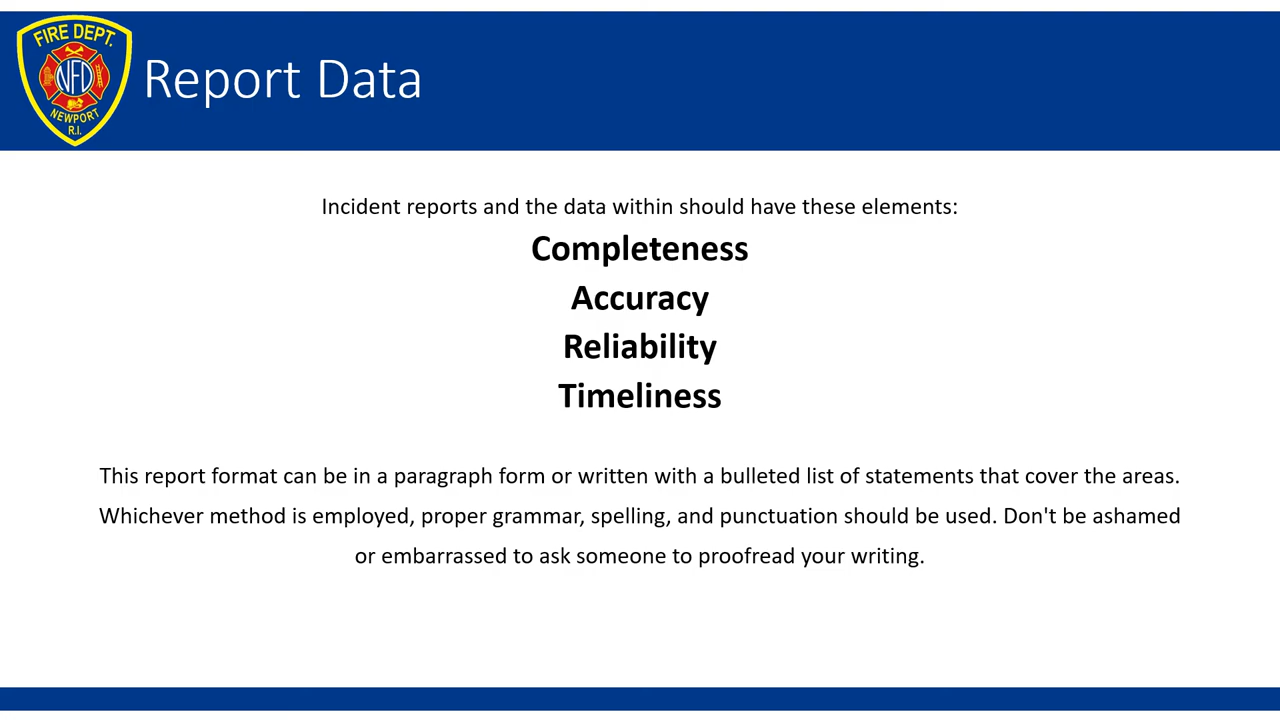 FIRE DEPT.
NFD
NEWPORT
R.I.
Report Data
Incident reports and the data within should have these elements:
Completeness
Accuracy
Reliability
Timeliness
This report format can be in a paragraph form or written with a bulleted list of statements that cover the areas.
Whichever method is employed, proper grammar, spelling, and punctuation should be used. Don't be ashamed
or embarrassed to ask someone to proofread your writing.